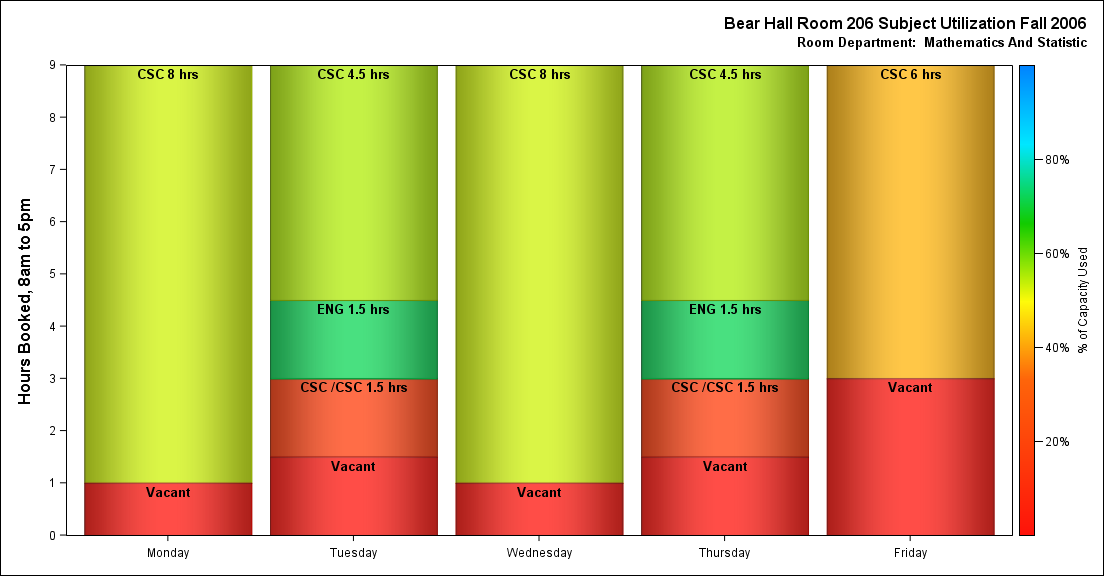 Bear Hall Room 206 Subject Utilization Fall 2006
Room Department:  Mathematics And Statistic
Hours Booked, 8am to 5pm
9
8
7
6
5
4
3
2
1
0
CSC 8 hrs
Vacant
CSC 4.5 hrs
ENG 1.5 hrs
CSC /CSC 1.5 hrs
Vacant
CSC 8 hrs
Vacant
CSC 4.5 hrs
ENG 1.5 hrs
CSC /CSC 1.5 hrs
Vacant
CSC 6 hrs
Vacant
Monday
Tuesday
Wednesday
Thursday
Friday
80%
60%
40%
20%
% of Capacity Used